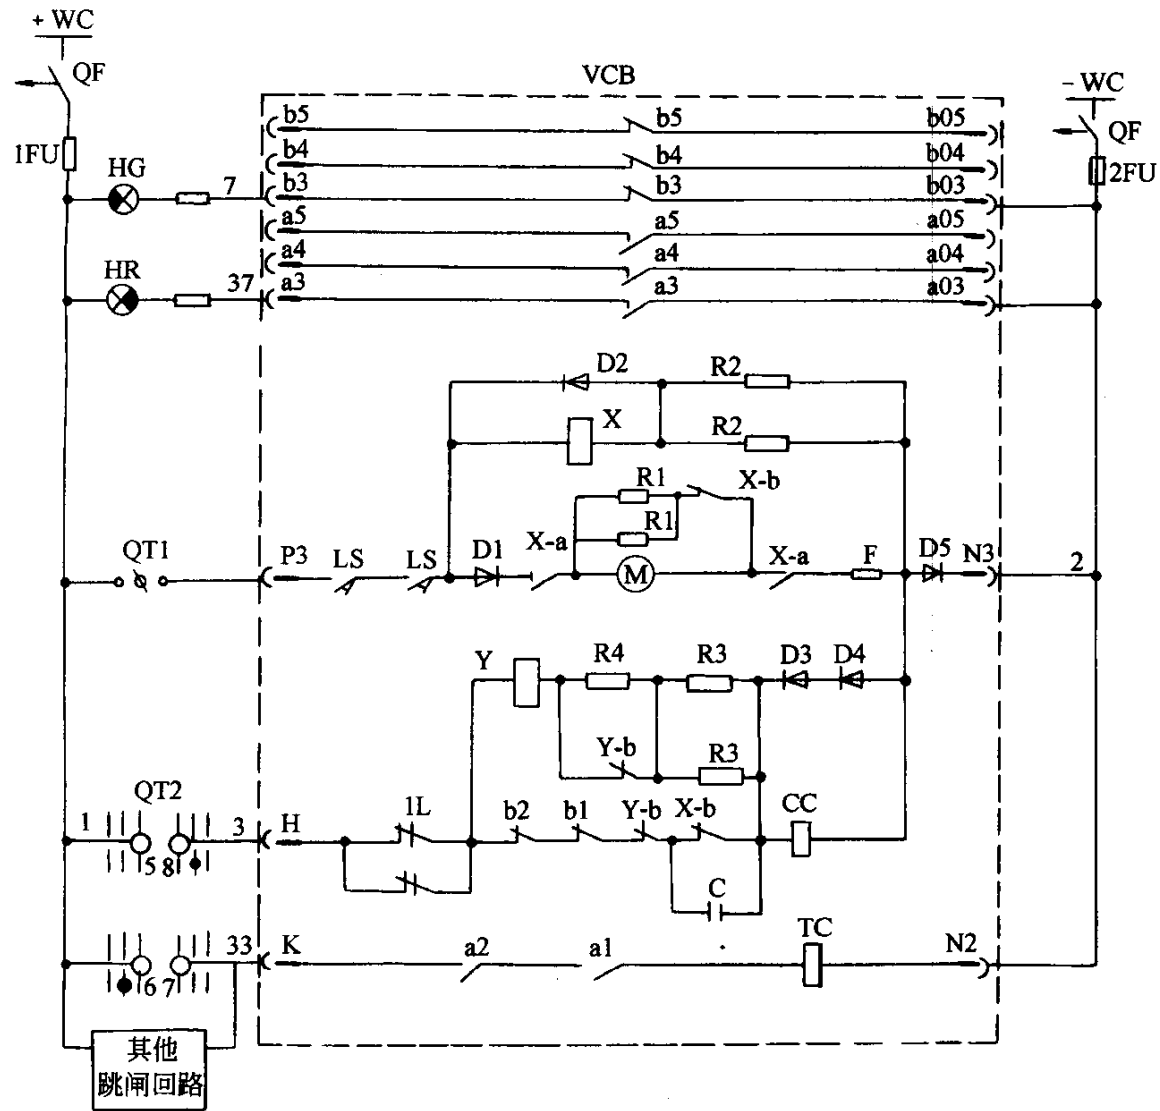 + WC
QF
VCB
− WC
QF
1FU
2FU
b5 b5 b05
b4 b4 b04
HG 7 b3 b3 b03
a5 a5 a05
a4 a4 a04
HR 37 a3 a3 a03
D2 R2
X R2
R1 X-b
R1
QT1 P3 LS LS D1 X-a M X-a F D5 N3 2
Y R4 R3 D3 D4
Y-b R3
QT2
1 5 8 3 H 1L b2 b1 Y-b X-b CC
C
6 7 33 K a2 a1 TC N2
其他
跳闸回路